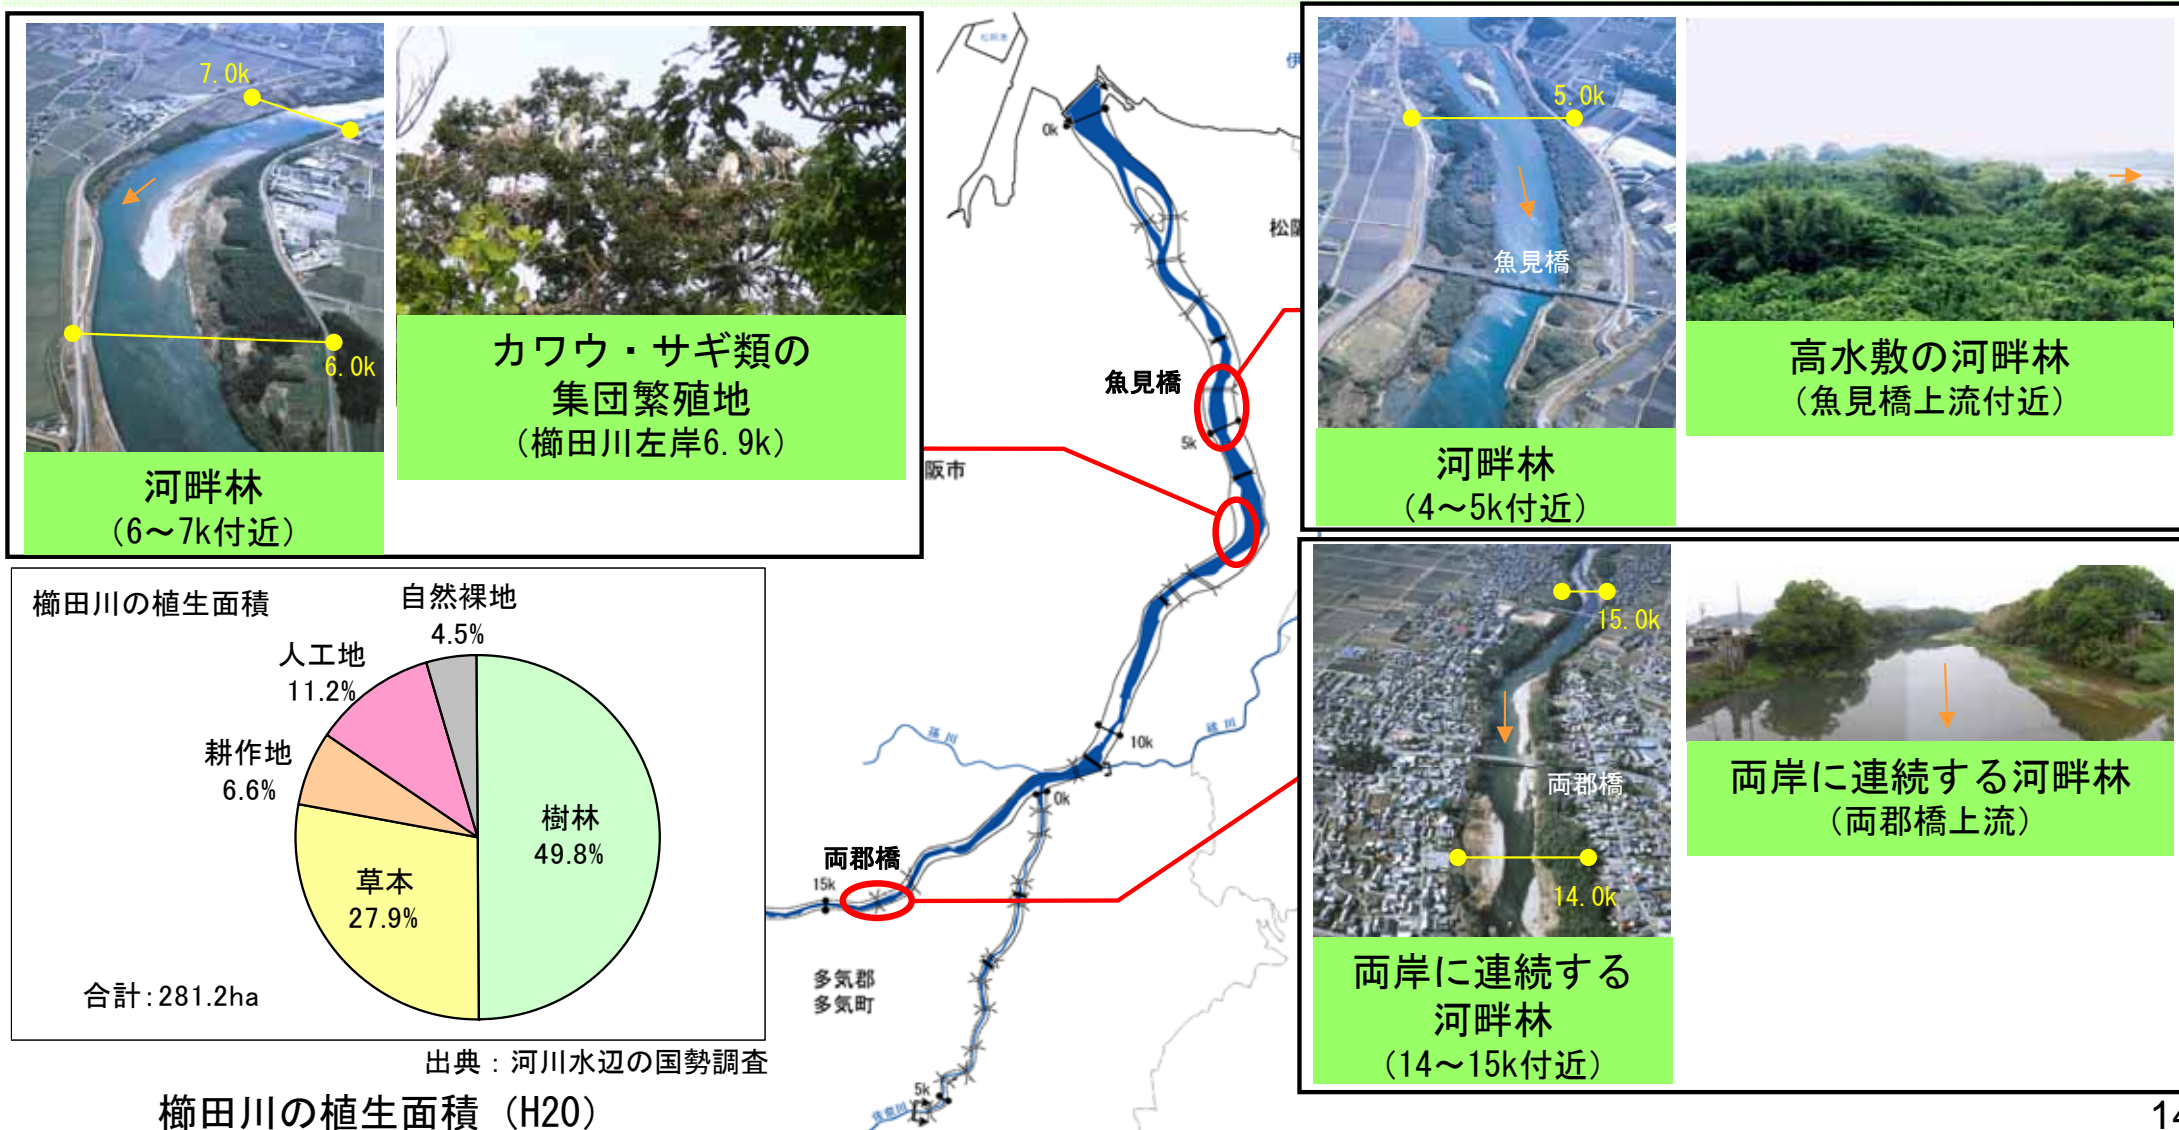 7.0k
6.0k
河畔林
(6～7k付近)
カワウ・サギ類の
集団繁殖地
(櫛田川左岸6.9k)
櫛田川の植生面積
自然裸地
4.5%
人工地
11.2%
耕作地
6.6%
樹林
49.8%
草本
27.9%
合計:281.2ha
出典：河川水辺の国勢調査
櫛田川の植生面積 (H20)
0k
松阪
魚見橋
5k
阪市
10k
0k
両郡橋
15k
多気郡
多気町
5k
5.0k
魚見橋
河畔林
(4～5k付近)
高水敷の河畔林
(魚見橋上流付近)
15.0k
両郡橋
14.0k
両岸に連続する
河畔林
(14～15k付近)
両岸に連続する河畔林
(両郡橋上流)
14